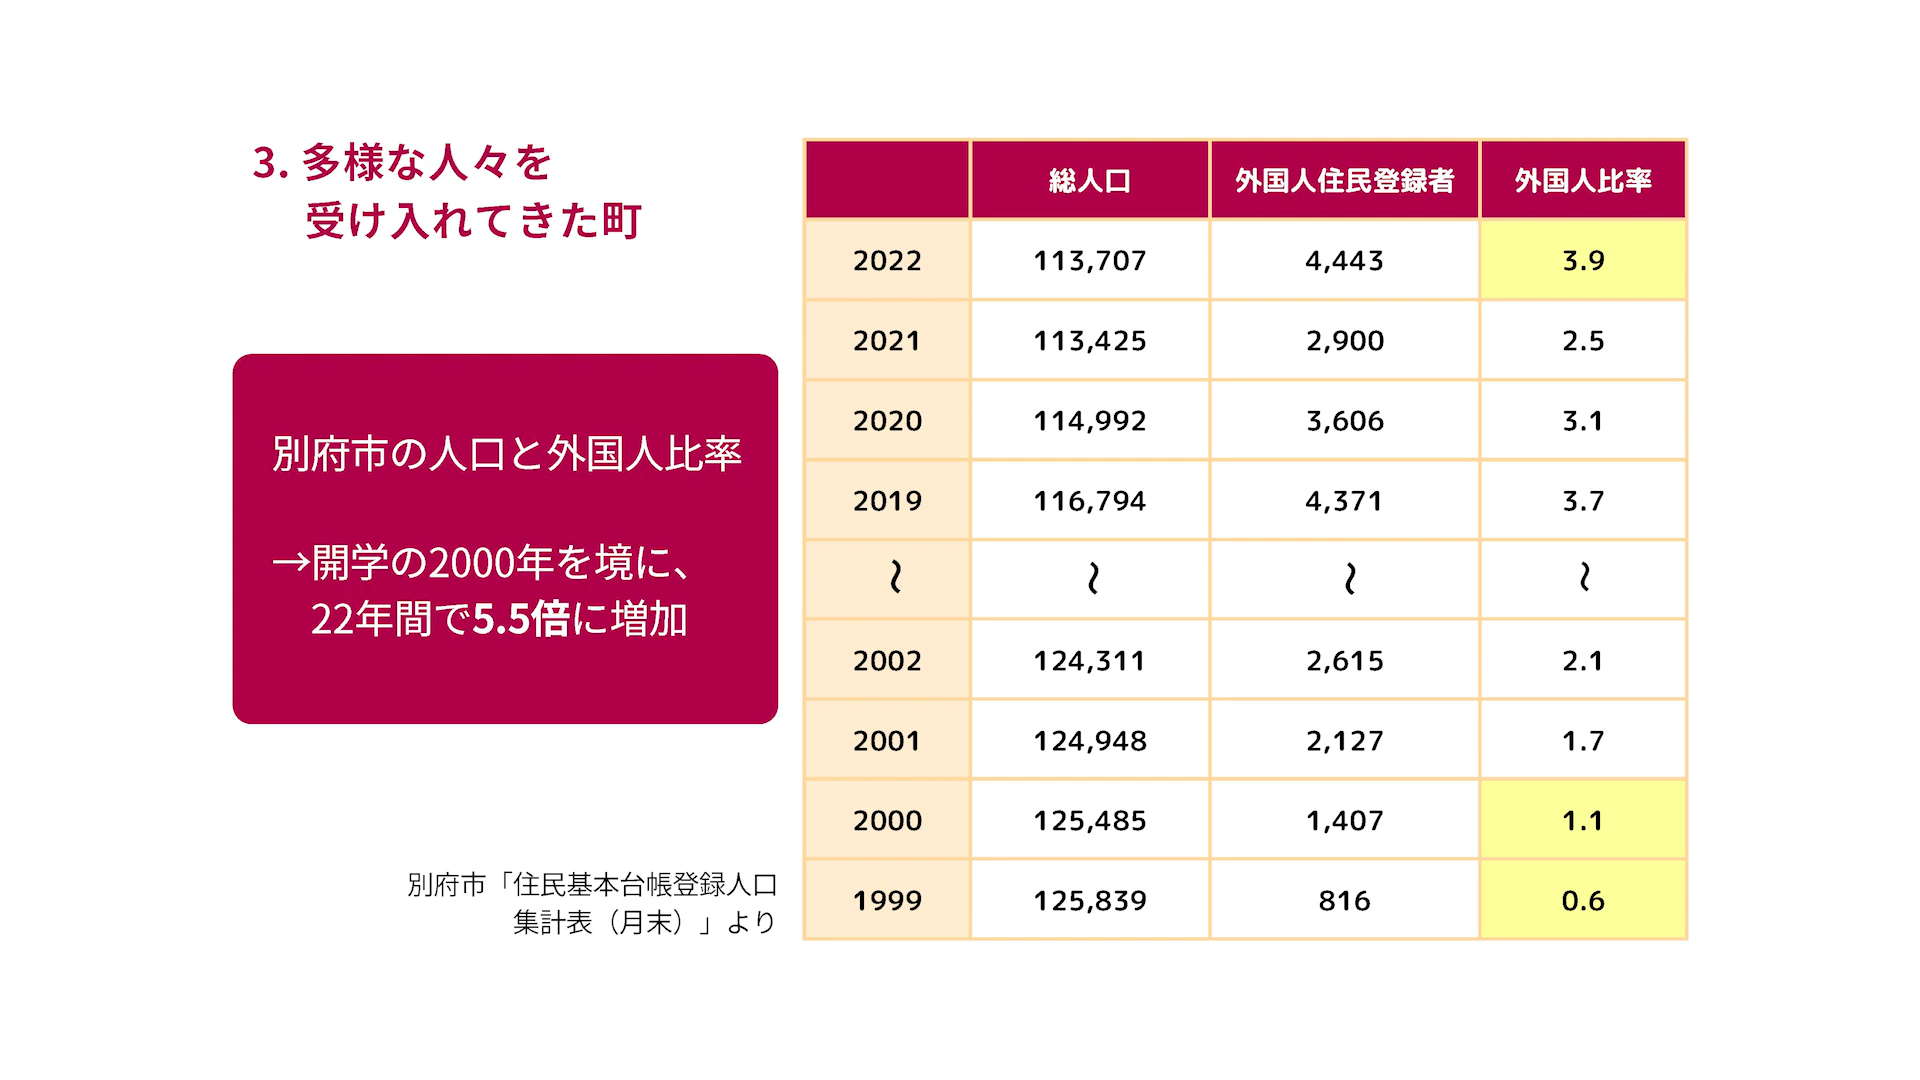 3. 多様な人々を
受け入れてきた町
別府市の人口と外国人比率
→開学の2000年を境に、
22年間で5.5倍に増加
別府市「住民基本台帳登録人口
集計表（月末）」より
総人口 外国人住民登録者 外国人比率
2022 113,707 4,443 3.9
2021 113,425 2,900 2.5
2020 114,992 3,606 3.1
2019 116,794 4,371 3.7
~ ~ ~ ~
2002 124,311 2,615 2.1
2001 124,948 2,127 1.7
2000 125,485 1,407 1.1
1999 125,839 816 0.6